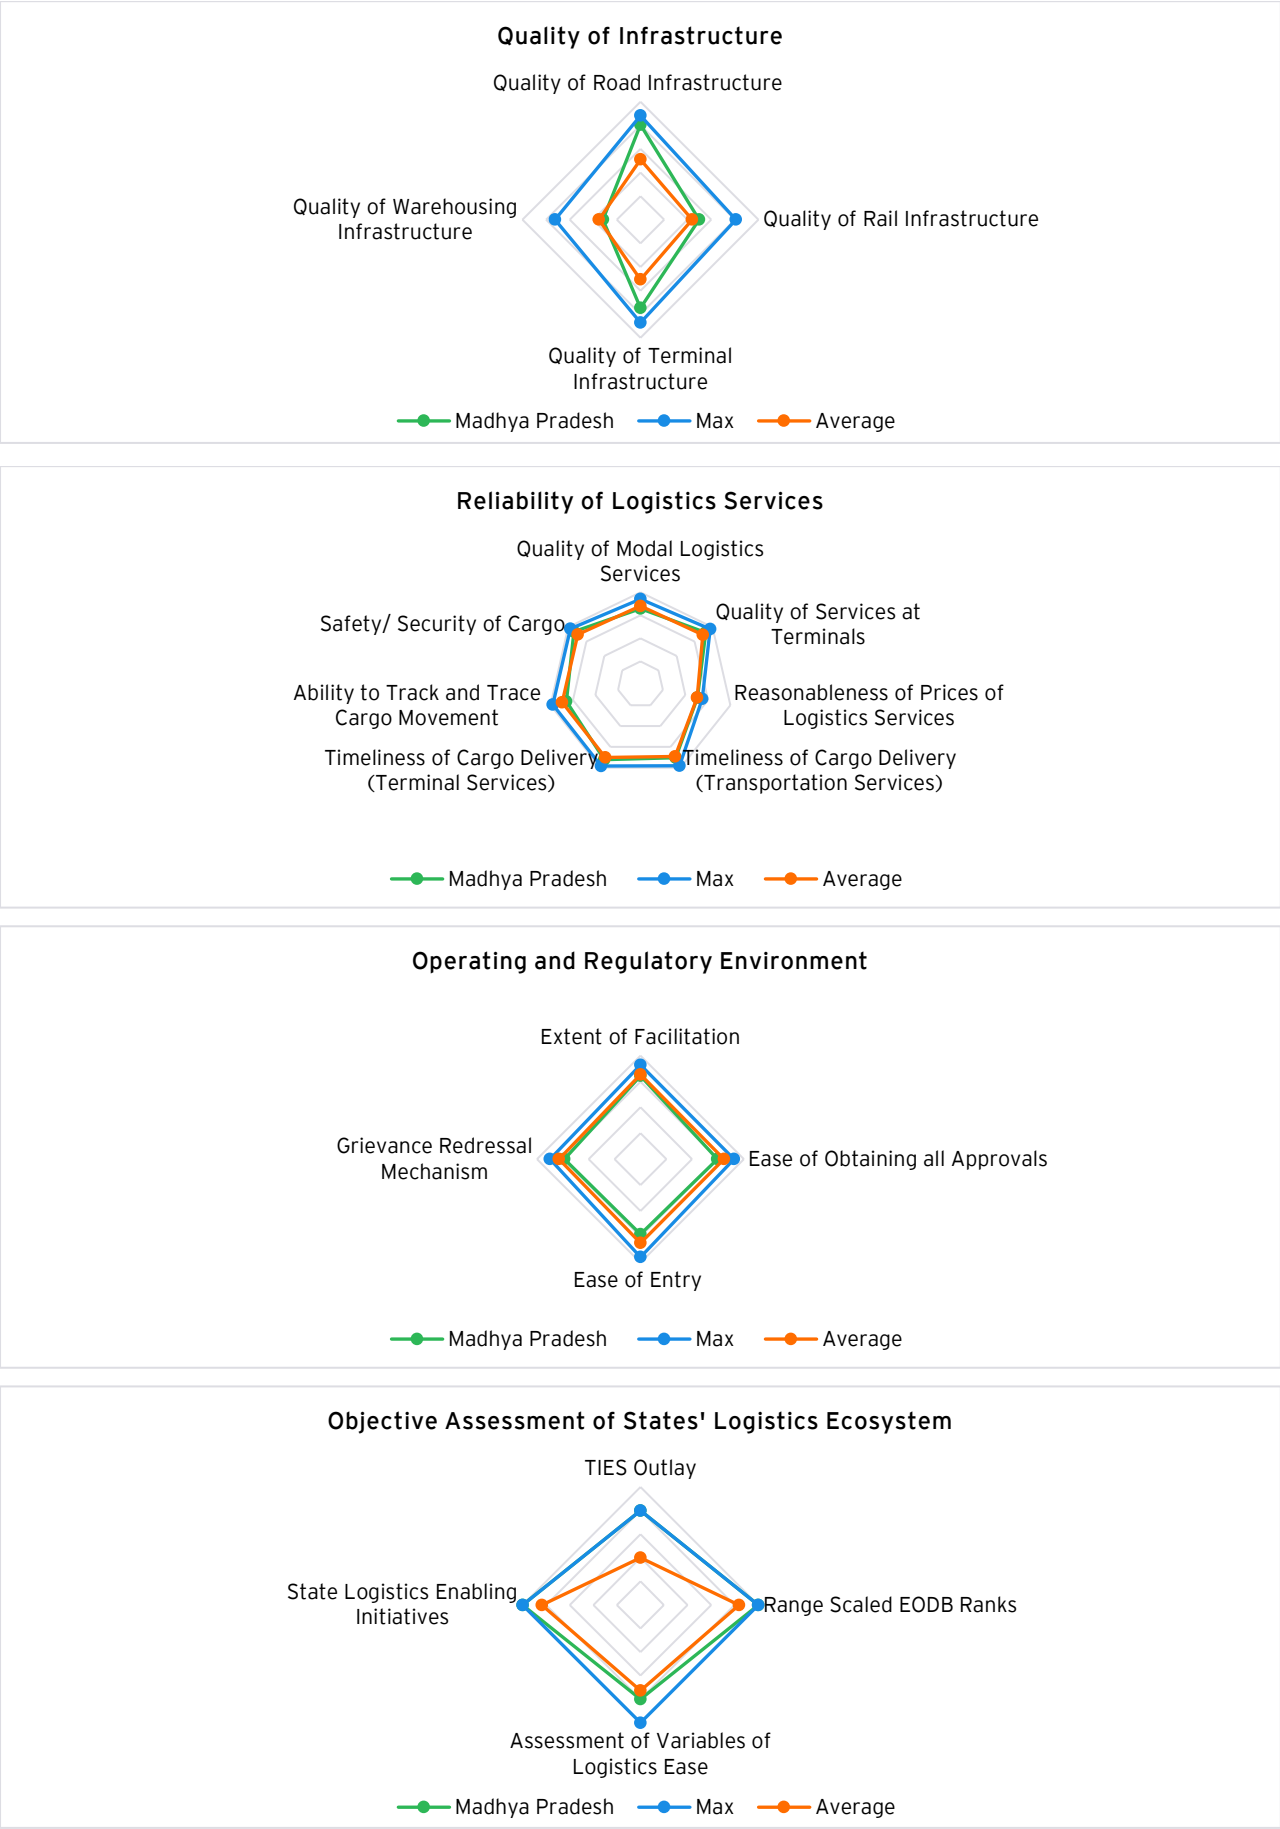 Quality of Infrastructure
Quality of Road Infrastructure
Quality of Warehousing
Infrastructure
Quality of Rail Infrastructure
Quality of Terminal
Infrastructure
Madhya Pradesh Max Average
Reliability of Logistics Services
Quality of Modal Logistics
Services
Safety/ Security of Cargo
Quality of Services at
Terminals
Ability to Track and Trace
Cargo Movement
Reasonableness of Prices of
Logistics Services
Timeliness of Cargo Delivery
(Terminal Services)
Timeliness of Cargo Delivery
(Transportation Services)
Madhya Pradesh Max Average
Operating and Regulatory Environment
Extent of Facilitation
Grievance Redressal
Mechanism
Ease of Obtaining all Approvals
Ease of Entry
Madhya Pradesh Max Average
Objective Assessment of States' Logistics Ecosystem
TIES Outlay
State Logistics Enabling
Initiatives
Range Scaled EODB Ranks
Assessment of Variables of
Logistics Ease
Madhya Pradesh Max Average